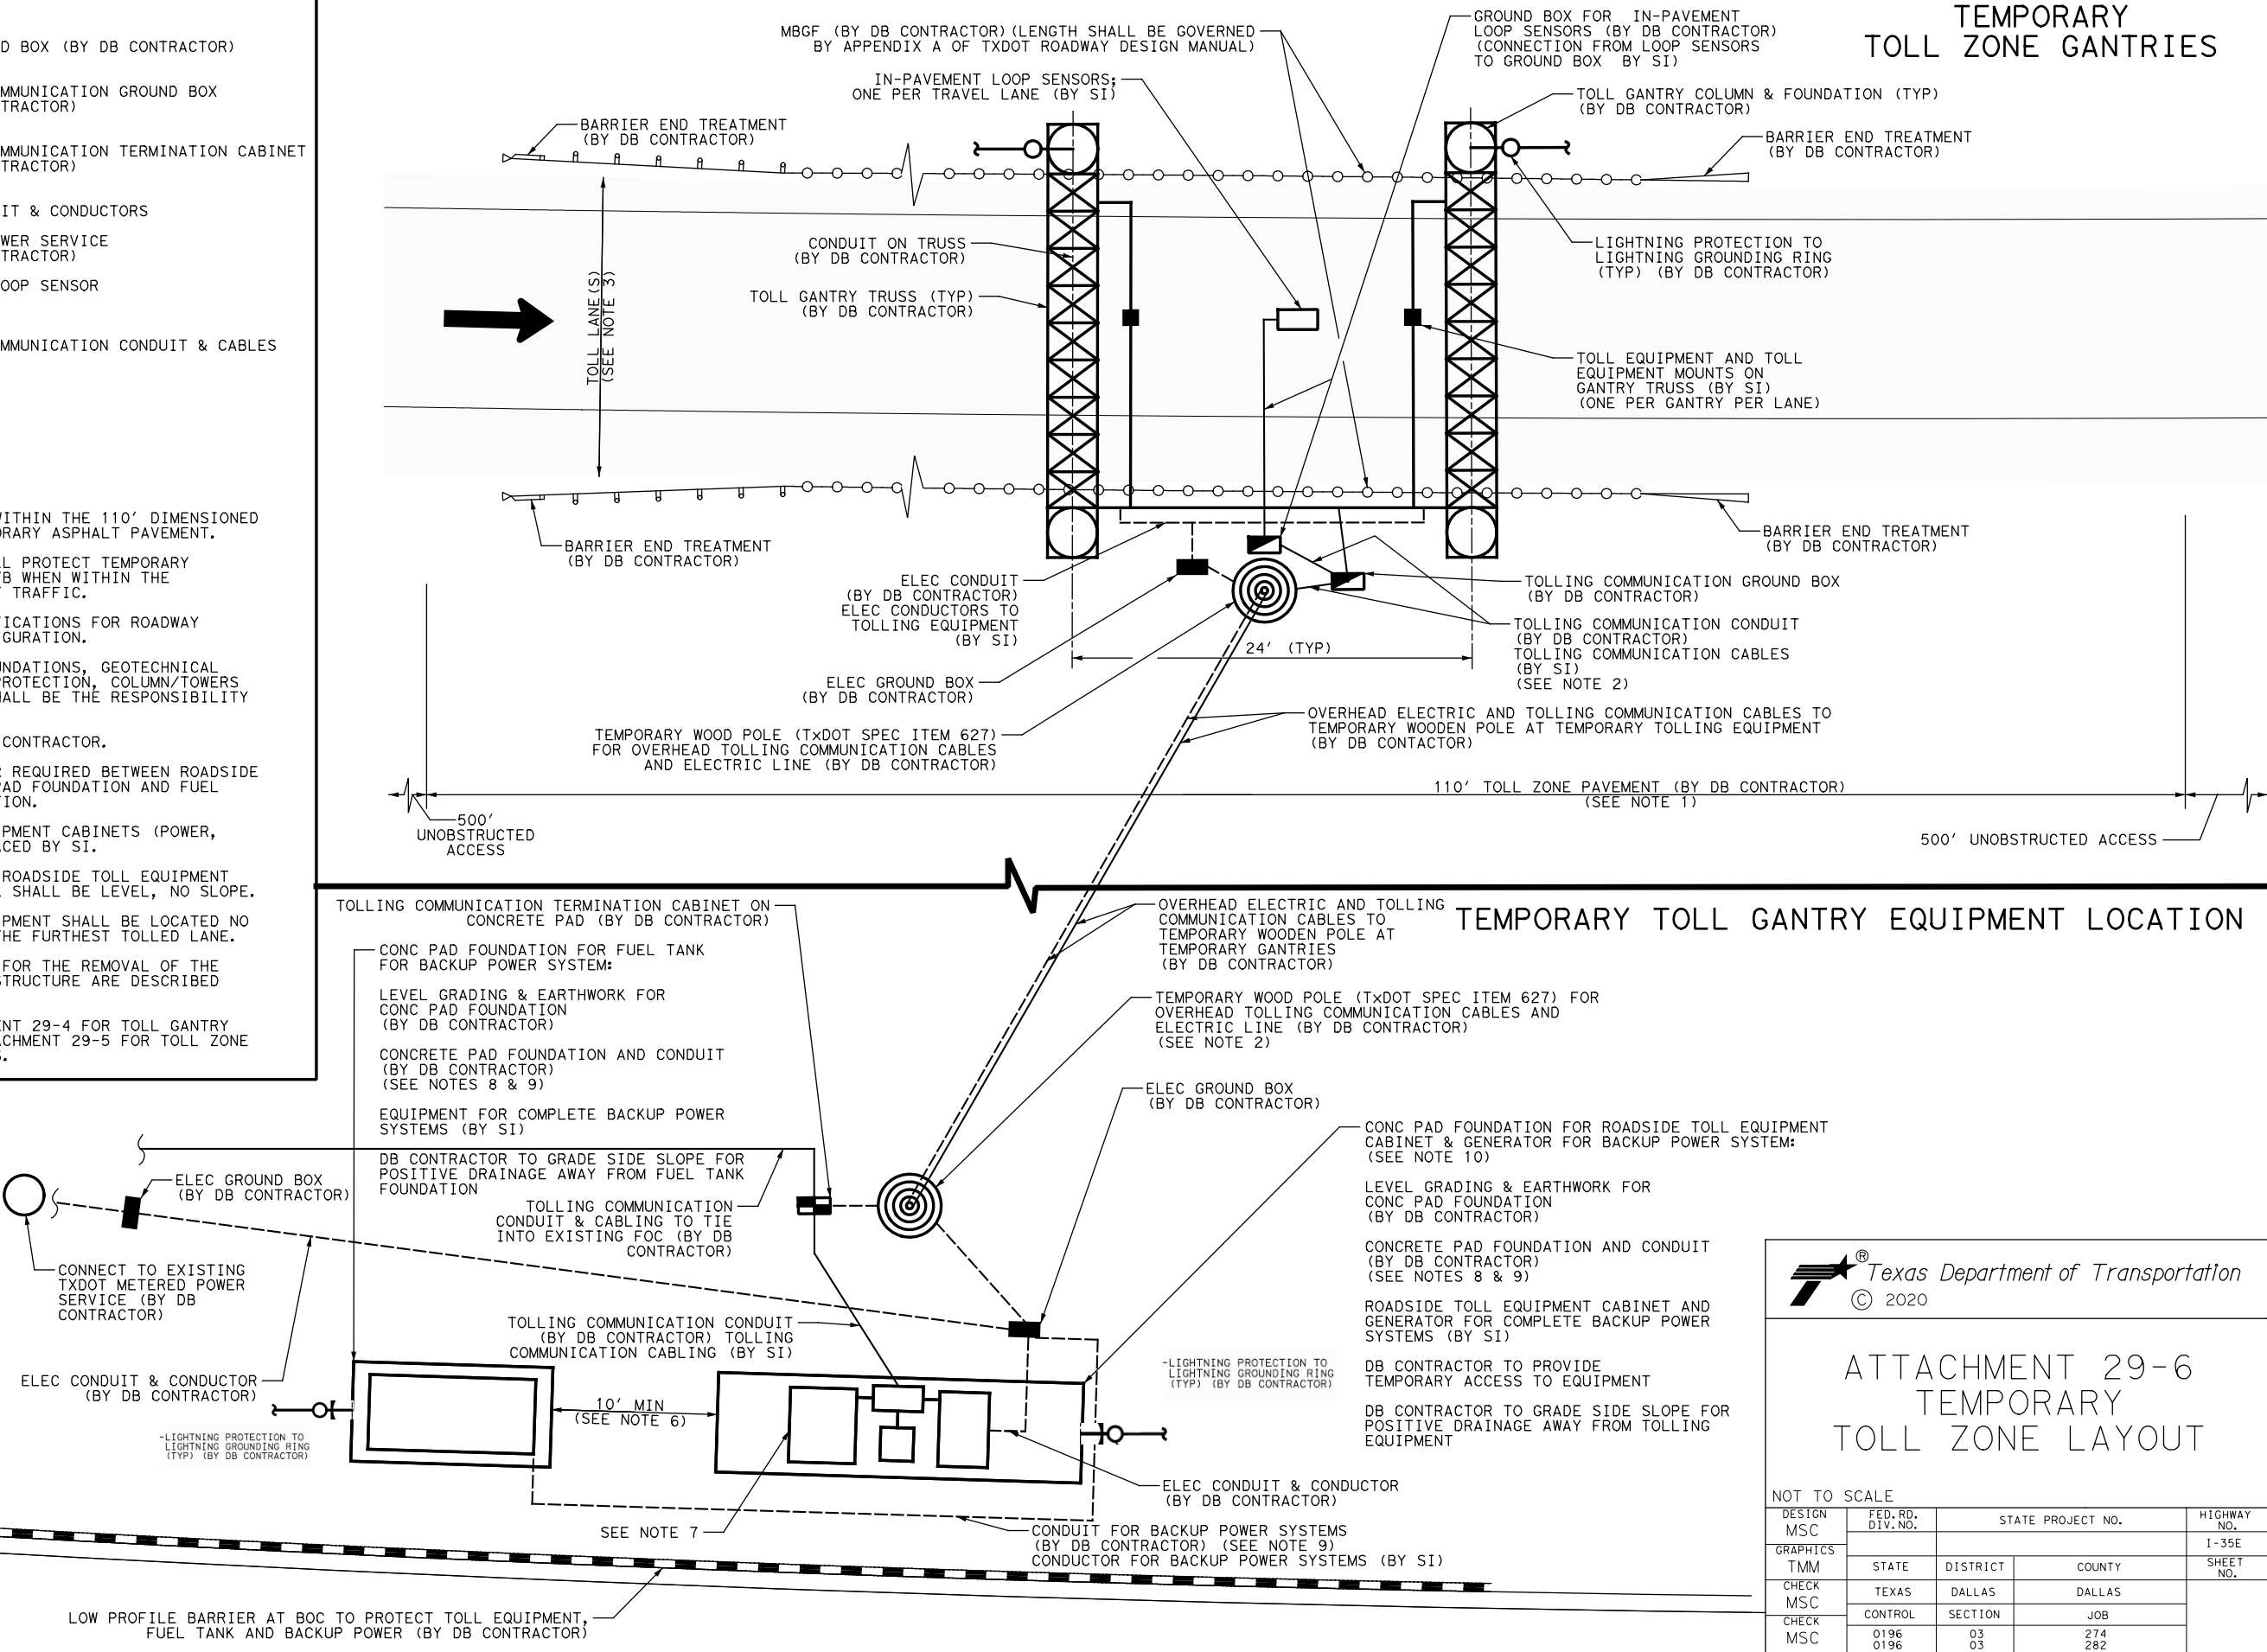 D BOX (BY DB CONTRACTOR)
MMUNICATION GROUND BOX
TRACTOR)
MMUNICATION TERMINATION CABINET
TRACTOR)
IT & CONDUCTORS
WER SERVICE
TRACTOR)
OOP SENSOR
MMUNICATION CONDUIT & CABLES
WITHIN THE 110' DIMENSIONED
ORARY ASPHALT PAVEMENT.
LL PROTECT TEMPORARY
TB WHEN WITHIN THE
TRAFFIC.
FICATIONS FOR ROADWAY
IGURATION.
UNDATIONS, GEOTECHNICAL
PROTECTION, COLUMN/TOWERS
HALL BE THE RESPONSIBILITY
CONTRACTOR.
R REQUIRED BETWEEN ROADSIDE
PAD FOUNDATION AND FUEL
TION.
IPMENT CABINETS (POWER,
ACED BY SI.
ROADSIDE TOLL EQUIPMENT
L SHALL BE LEVEL, NO SLOPE.
IPMENT SHALL BE LOCATED NO
THE FURTHEST TOLLED LANE.
FOR THE REMOVAL OF THE
STRUCTURE ARE DESCRIBED
ENT 29-4 FOR TOLL GANTRY
ACHMENT 29-5 FOR TOLL ZONE
S.
TEMPORARY
TOLL ZONE GANTRIES
MBGF (BY DB CONTRACTOR)(LENGTH SHALL BE GOVERNED
BY APPENDIX A OF TXDOT ROADWAY DESIGN MANUAL)
GROUND BOX FOR IN-PAVEMENT
LOOP SENSORS (BY DB CONTRACTOR)
(CONNECTION FROM LOOP SENSORS
TO GROUND BOX BY SI)
IN-PAVEMENT LOOP SENSORS;
ONE PER TRAVEL LANE (BY SI)
TOLL GANTRY COLUMN & FOUNDATION (TYP)
(BY DB CONTRACTOR)
BARRIER END TREATMENT
(BY DB CONTRACTOR)
BARRIER END TREATMENT
(BY DB CONTRACTOR)
CONDUIT ON TRUSS
(BY DB CONTRACTOR)
LIGHTNING PROTECTION TO
LIGHTNING GROUNDING RING
(TYP) (BY DB CONTRACTOR)
TOLL LANE(S)
(SEE NOTE 3)
TOLL GANTRY TRUSS (TYP)
(BY DB CONTRACTOR)
TOLL EQUIPMENT AND TOLL
EQUIPMENT MOUNTS ON
GANTRY TRUSS (BY SI)
(ONE PER GANTRY PER LANE)
BARRIER END TREATMENT
(BY DB CONTRACTOR)
BARRIER END TREATMENT
(BY DB CONTRACTOR)
ELEC CONDUIT
(BY DB CONTRACTOR)
ELEC CONDUCTORS TO
TOLLING EQUIPMENT
(BY SI)
TOLLING COMMUNICATION GROUND BOX
(BY DB CONTRACTOR)
TOLLING COMMUNICATION CONDUIT
(BY DB CONTRACTOR)
TOLLING COMMUNICATION CABLES
(BY SI)
(SEE NOTE 2)
24' (TYP)
ELEC GROUND BOX
(BY DB CONTRACTOR)
OVERHEAD ELECTRIC AND TOLLING COMMUNICATION CABLES TO
TEMPORARY WOODEN POLE AT TEMPORARY TOLLING EQUIPMENT
(BY DB CONTACTOR)
TEMPORARY WOOD POLE (TxDOT SPEC ITEM 627)
FOR OVERHEAD TOLLING COMMUNICATION CABLES
AND ELECTRIC LINE (BY DB CONTRACTOR)
110' TOLL ZONE PAVEMENT (BY DB CONTRACTOR)
(SEE NOTE 1)
500'
UNOBSTRUCTED
ACCESS
500' UNOBSTRUCTED ACCESS
TEMPORARY TOLL GANTRY EQUIPMENT LOCATION
TOLLING COMMUNICATION TERMINATION CABINET ON
CONCRETE PAD (BY DB CONTRACTOR)
OVERHEAD ELECTRIC AND TOLLING
COMMUNICATION CABLES TO
TEMPORARY WOODEN POLE AT
TEMPORARY GANTRIES
(BY DB CONTRACTOR)
CONC PAD FOUNDATION FOR FUEL TANK
FOR BACKUP POWER SYSTEM:
LEVEL GRADING & EARTHWORK FOR
CONC PAD FOUNDATION
(BY DB CONTRACTOR)
CONCRETE PAD FOUNDATION AND CONDUIT
(BY DB CONTRACTOR)
(SEE NOTES 8 & 9)
EQUIPMENT FOR COMPLETE BACKUP POWER
SYSTEMS (BY SI)
DB CONTRACTOR TO GRADE SIDE SLOPE FOR
POSITIVE DRAINAGE AWAY FROM FUEL TANK
FOUNDATION
TEMPORARY WOOD POLE (TxDOT SPEC ITEM 627) FOR
OVERHEAD TOLLING COMMUNICATION CABLES AND
ELECTRIC LINE (BY DB CONTRACTOR)
(SEE NOTE 2)
ELEC GROUND BOX
(BY DB CONTRACTOR)
CONC PAD FOUNDATION FOR ROADSIDE TOLL EQUIPMENT
CABINET & GENERATOR FOR BACKUP POWER SYSTEM:
(SEE NOTE 10)
LEVEL GRADING & EARTHWORK FOR
CONC PAD FOUNDATION
(BY DB CONTRACTOR)
CONCRETE PAD FOUNDATION AND CONDUIT
(BY DB CONTRACTOR)
(SEE NOTES 8 & 9)
ROADSIDE TOLL EQUIPMENT CABINET AND
GENERATOR FOR COMPLETE BACKUP POWER
SYSTEMS (BY SI)
DB CONTRACTOR TO PROVIDE
TEMPORARY ACCESS TO EQUIPMENT
DB CONTRACTOR TO GRADE SIDE SLOPE FOR
POSITIVE DRAINAGE AWAY FROM TOLLING
EQUIPMENT
ELEC GROUND BOX
(BY DB CONTRACTOR)
TOLLING COMMUNICATION
CONDUIT & CABLING TO TIE
INTO EXISTING FOC (BY DB
CONTRACTOR)
CONNECT TO EXISTING
TXDOT METERED POWER
SERVICE (BY DB
CONTRACTOR)
TOLLING COMMUNICATION CONDUIT
(BY DB CONTRACTOR) TOLLING
COMMUNICATION CABLING (BY SI)
ELEC CONDUIT & CONDUCTOR
(BY DB CONTRACTOR)
-LIGHTNING PROTECTION TO
LIGHTNING GROUNDING RING
(TYP) (BY DB CONTRACTOR)
10' MIN
(SEE NOTE 6)
-LIGHTNING PROTECTION TO
LIGHTNING GROUNDING RING
(TYP) (BY DB CONTRACTOR)
ELEC CONDUIT & CONDUCTOR
(BY DB CONTRACTOR)
SEE NOTE 7
CONDUIT FOR BACKUP POWER SYSTEMS
(BY DB CONTRACTOR) (SEE NOTE 9)
CONDUCTOR FOR BACKUP POWER SYSTEMS (BY SI)
LOW PROFILE BARRIER AT BOC TO PROTECT TOLL EQUIPMENT,
FUEL TANK AND BACKUP POWER (BY DB CONTRACTOR)
® Texas Department of Transportation
© 2020
ATTACHMENT 29-6
TEMPORARY
TOLL ZONE LAYOUT
NOT TO SCALE
DESIGN
MSC
FED.RD.
DIV.NO.
STATE PROJECT NO.
HIGHWAY
NO.
I-35E
GRAPHICS
TMM
STATE
DISTRICT
COUNTY
SHEET
NO.
CHECK
MSC
TEXAS
DALLAS
DALLAS
CHECK
MSC
CONTROL
SECTION
JOB
0196
03
274
0196
03
282